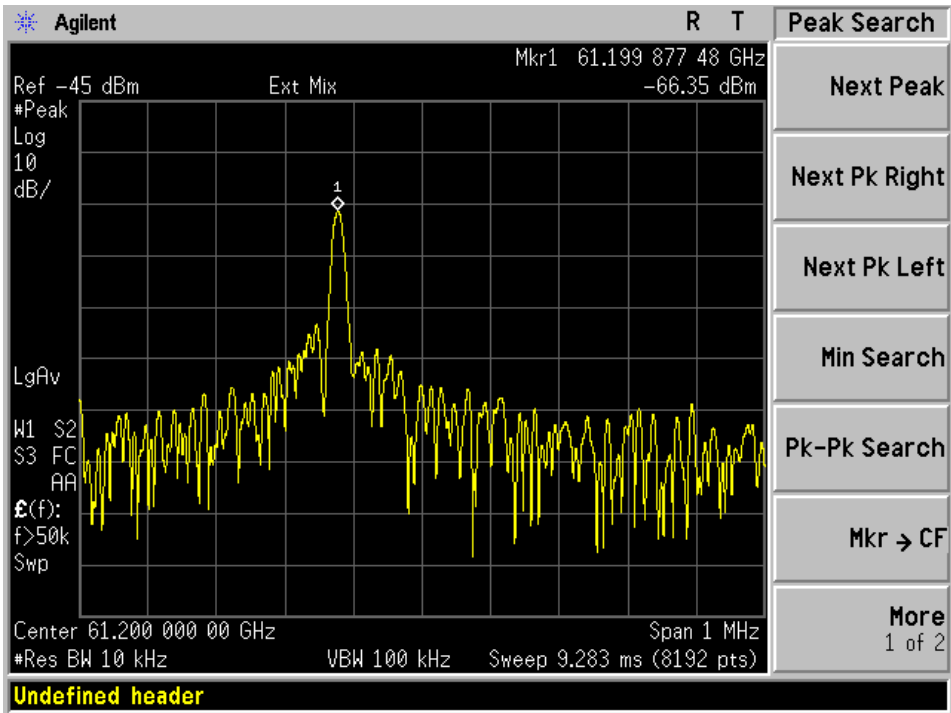 Agilent R T Peak Search
Mkr1 61.199 877 48 GHz
Ref -45 dBm Ext Mix -66.35 dBm
#Peak
Log
10
dB/
1
LgAv
W1 S2
S3 FC
AA
£(f):
f>50k
Swp
Center 61.200 000 00 GHz Span 1 MHz
#Res BW 10 kHz VBW 100 kHz Sweep 9.283 ms (8192 pts)
Undefined header
Next Peak
Next Pk Right
Next Pk Left
Min Search
Pk-Pk Search
Mkr → CF
More
1 of 2